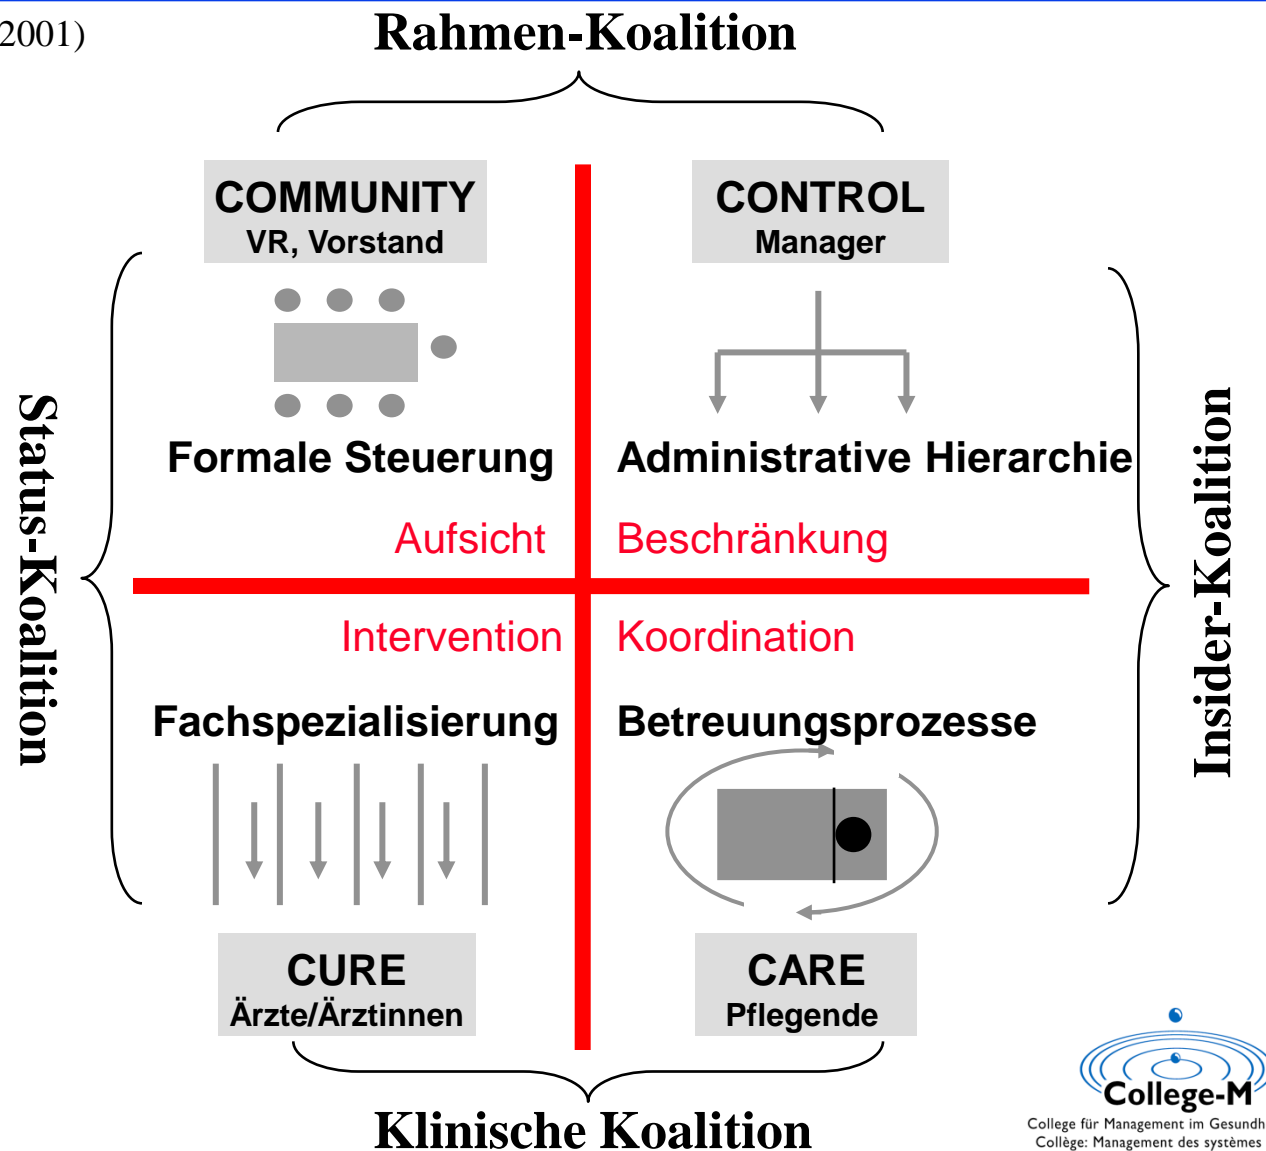 2001)
Rahmen-Koalition
COMMUNITY
VR, Vorstand
CONTROL
Manager
Status-Koalition
Insider-Koalition
Formale Steuerung
Administrative Hierarchie
Aufsicht
Beschränkung
Intervention
Koordination
Fachspezialisierung
Betreuungsprozesse
CURE
Ärzte/Ärztinnen
CARE
Pflegende
Klinische Koalition
College-M
College für Management im Gesundh
Collège: Management des systèmes